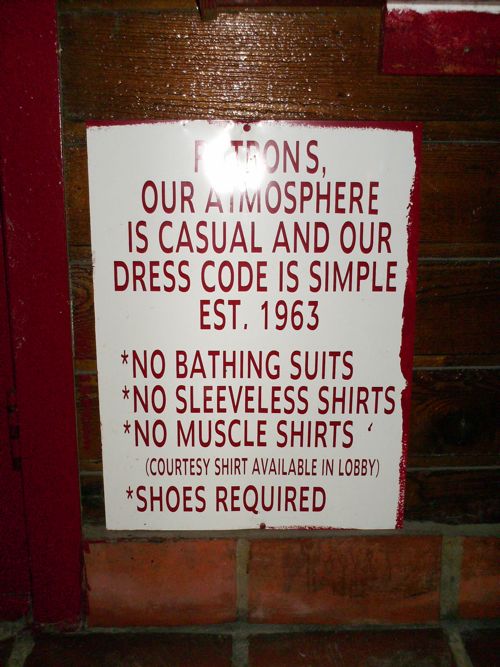 PATRONS,
OUR ATMOSPHERE
IS CASUAL AND OUR
DRESS CODE IS SIMPLE
EST. 1963
*NO BATHING SUITS
*NO SLEEVELESS SHIRTS
*NO MUSCLE SHIRTS
(COURTESY SHIRT AVAILABLE IN LOBBY)
*SHOES REQUIRED